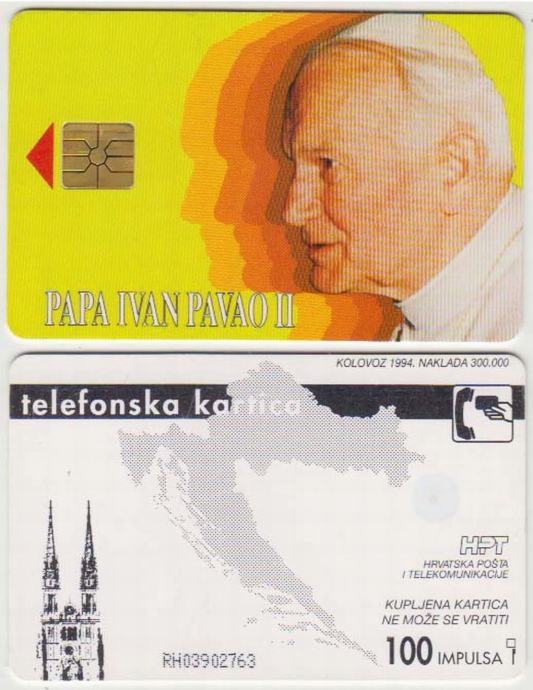 PAPA IVAN PAVAO II
KOLOVOZ 1994. NAKLADA 300.000
telefonska kartica
HPT
HRVATSKA POŠTA
I TELEKOMUNIKACIJE
KUPLJENA KARTICA
NE MOŽE SE VRATITI
RH03902763
100 IMPULSA